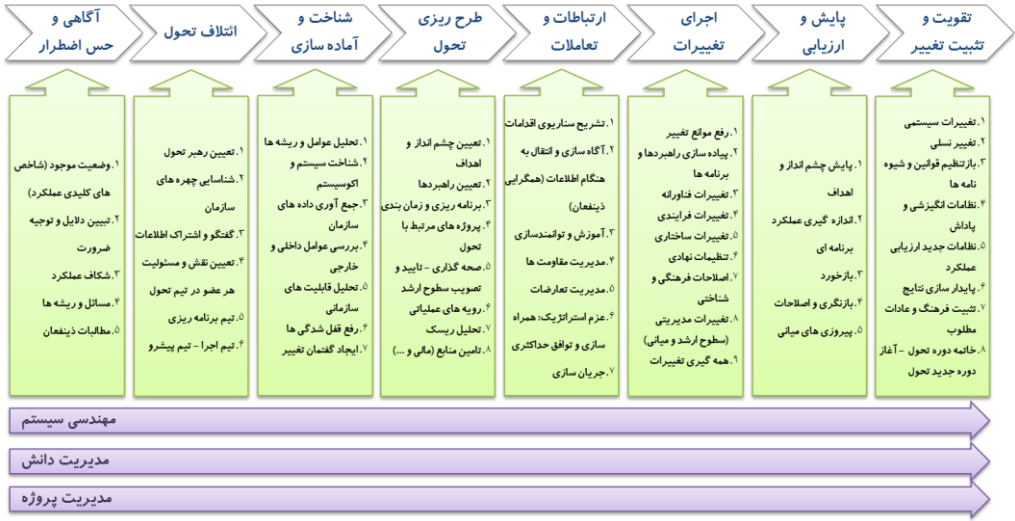 آگاهی و
حس اضطرار
ائتلاف تحول
شناخت و
آماده سازی
طرح ریزی
تحول
ارتباطات و
تعاملات
اجرای
تغییرات
پایش و
ارزیابی
تقویت و
تثبیت تغییر
۱.وضعیت موجود (شاخص
های کلیدی عملکرد)
۲.تبیین دلایل و توجیه
ضرورت
۳.شکاف عملکرد
۴.مسائل و ریشه ها
۵.مطالبات ذینفعان
۱.تعیین رهبر تحول
۲.شناسایی چهره های
سازمان
۳.گفتگو و اشتراک اطلاعات
۴.تعیین نقش و مسئولیت
هر عضو در تیم تحول
۵.تیم برنامه ریزی
۶.تیم اجرا – تیم پیشرو
۱.تحلیل عوامل و ریشه ها
۲.شناخت سیستم و
اکوسیستم
۳.جمع آوری داده های
سازمان
۴.بررسی عوامل داخلی و
خارجی
۵.تحلیل قابلیت های
سازمانی
۶.رفع قفل شدگی ها
۷.ایجاد گفتمان تغییر
۱.تعیین چشم انداز و
اهداف
۲.تعیین راهبردها
۳.برنامه ریزی و زمان بندی
۴.پروژه های مرتبط با
تحول
۵.صحه گذاری – تایید و
تصویب سطوح ارشد
۶.رویه های عملیاتی
۷.تحلیل ریسک
۸.تامین منابع (مالی و ...)
۱.تشریح سناریوی اقدامات
۲.آگاه سازی و انتقال به
هنگام اطلاعات (همگرایی
ذینفعان)
۳.آموزش و توانمندسازی
۴.مدیریت مقاومت ها
۵.مدیریت تعارضات
۶.عزم استراتژیک: همراه
سازی و توافق حداکثری
۷.جریان سازی
۱.رفع موانع تغییر
۲.پیاده سازی راهبردها و
برنامه ها
۳.تغییرات فناورانه
۴.تغییرات فرایندی
۵.تغییرات ساختاری
۶.تنظیمات نهادی
۷.اصلاحات فرهنگی و
شناختی
۸.تغییرات مدیریتی
(سطوح ارشد و میانی)
۹.همه گیری تغییرات
۱.پایش چشم انداز و
اهداف
۲.اندازه گیری عملکرد
برنامه ای
۳.بازخورد
۴.بازنگری و اصلاحات
۵.پیروزی های میانی
۱.تغییرات سیستمی
۲.تغییر نسلی
۳.بازتنظیم قوانین و شیوه
نامه ها
۴.نظامات انگیزشی و
پاداش
۵.نظامات جدید ارزیابی
عملکرد
۶.پایدار سازی نتایج
۷.تثبیت فرهنگ و عادات
مطلوب
۸.خاتمه دوره تحول – آغاز
دوره جدید تحول
مهندسی سیستم
مدیریت دانش
مدیریت پروژه